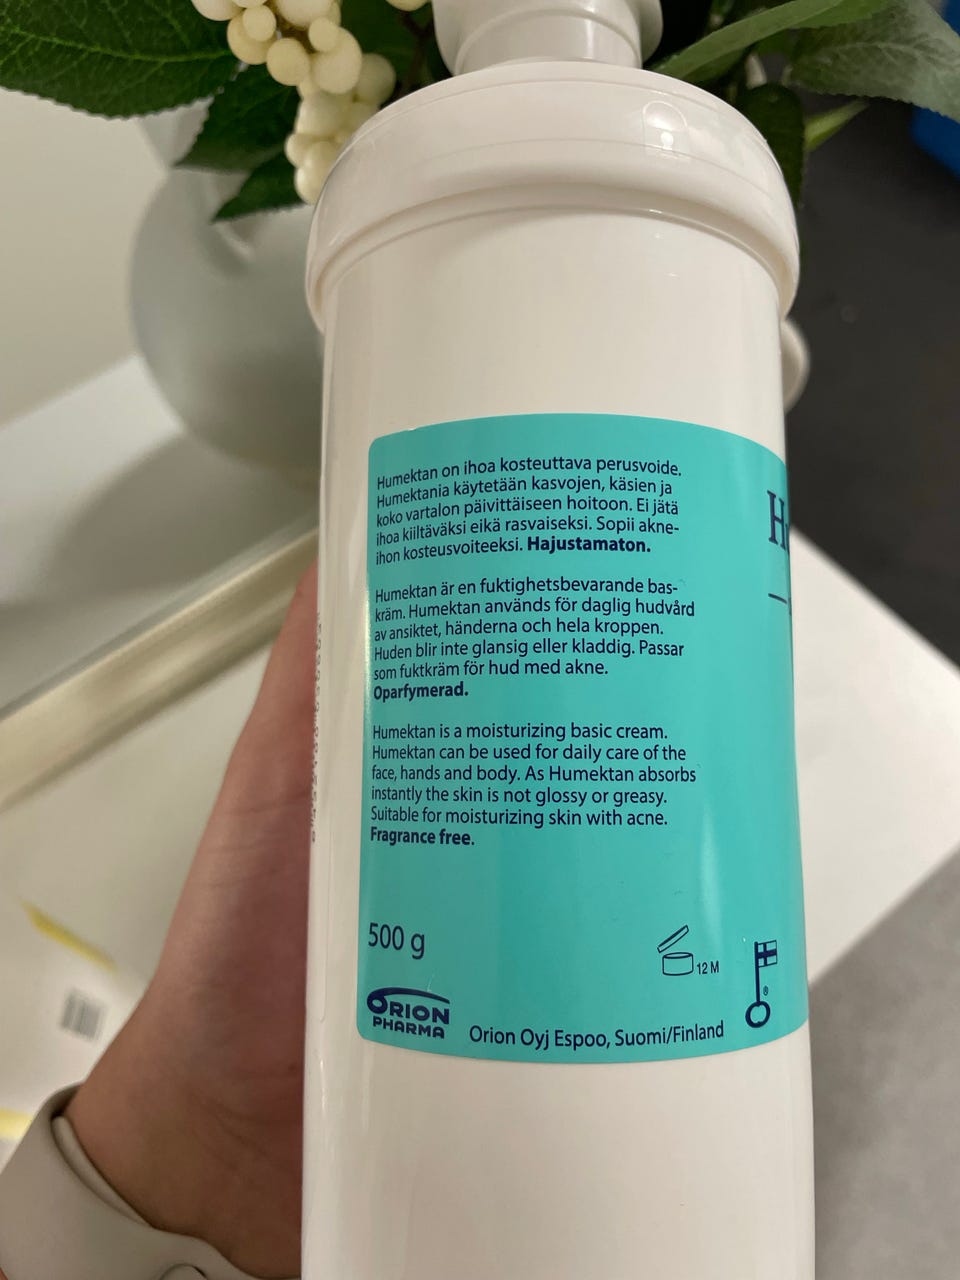 Humektan on ihoa kosteuttava perusvoide.
Humektania käytetään kasvojen, käsien ja
koko vartalon päivittäiseen hoitoon. Ei jätä
ihoa kiiltäväksi eikä rasvaiseksi. Sopii akne-
ihon kosteusvoiteeksi. Hajustamaton.
Humektan är en fuktighetsbevarande bas-
kräm. Humektan används för daglig hudvård
av ansiktet, händerna och hela kroppen.
Huden blir inte glansig eller kladdig. Passar
som fuktkräm för hud med akne.
Oparfymerad.
Humektan is a moisturizing basic cream.
Humektan can be used for daily care of the
face, hands and body. As Humektan absorbs
instantly the skin is not glossy or greasy.
Suitable for moisturizing skin with acne.
Fragrance free.
500 g
12 M
®
ORION
PHARMA
Orion Oyj Espoo, Suomi/Finland